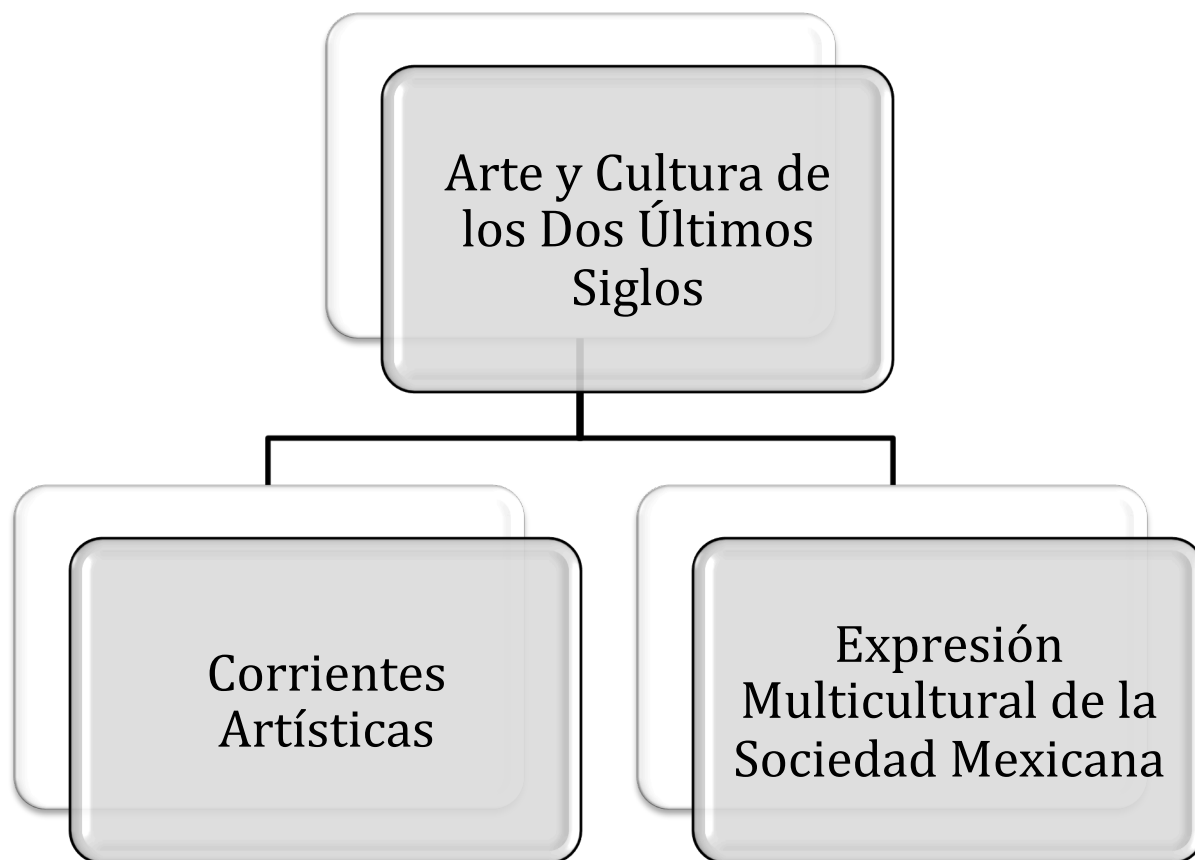 Arte y Cultura de
los Dos Últimos
Siglos
Corrientes
Artísticas
Expresión
Multicultural de la
Sociedad Mexicana